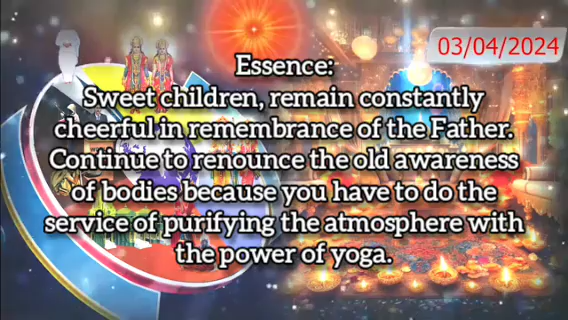 03/04/2024
Essence:
Sweet children, remain constantly
cheerful in remembrance of the Father.
Continue to renounce the old awareness
of bodies because you have to do the
service of purifying the atmosphere with
the power of yoga.